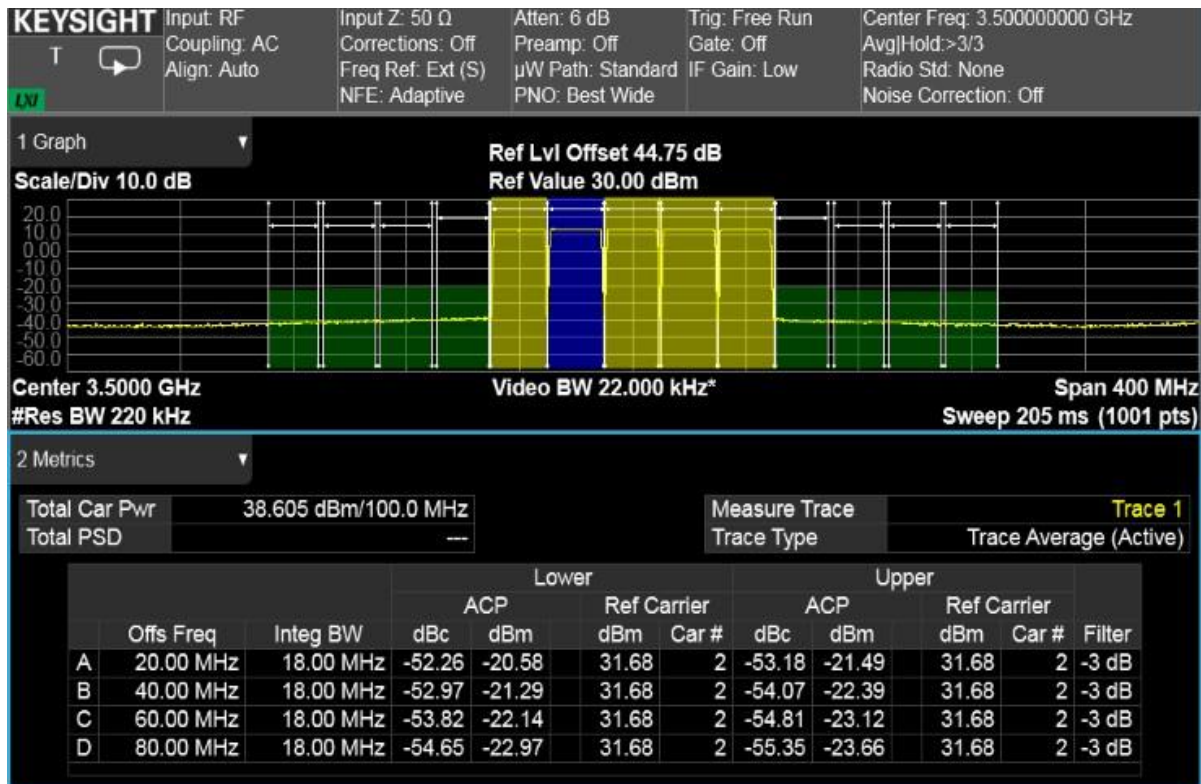 KEYSIGHT Input: RF Input Z: 50 Ω Atten: 6 dB Trig: Free Run Center Freq: 3.500000000 GHz
T Coupling: AC Corrections: Off Preamp: Off Gate: Off Avg|Hold:>3/3
Align: Auto Freq Ref: Ext (S) µW Path: Standard IF Gain: Low Radio Std: None
LXI NFE: Adaptive PNO: Best Wide Noise Correction: Off
1 Graph
Ref Lvl Offset 44.75 dB
Scale/Div 10.0 dB Ref Value 30.00 dBm
20.0
10.0
0.00
-10.0
-20.0
-30.0
-40.0
-50.0
-60.0
Center 3.5000 GHz Video BW 22.000 kHz* Span 400 MHz
#Res BW 220 kHz Sweep 205 ms (1001 pts)
2 Metrics
Total Car Pwr 38.605 dBm/100.0 MHz Measure Trace Trace 1
Total PSD --- Trace Type Trace Average (Active)
Lower Upper
ACP Ref Carrier ACP Ref Carrier
Offs Freq Integ BW dBc dBm dBm Car # dBc dBm dBm Car # Filter
A 20.00 MHz 18.00 MHz -52.26 -20.58 31.68 2 -53.18 -21.49 31.68 2 -3 dB
B 40.00 MHz 18.00 MHz -52.97 -21.29 31.68 2 -54.07 -22.39 31.68 2 -3 dB
C 60.00 MHz 18.00 MHz -53.82 -22.14 31.68 2 -54.81 -23.12 31.68 2 -3 dB
D 80.00 MHz 18.00 MHz -54.65 -22.97 31.68 2 -55.35 -23.66 31.68 2 -3 dB